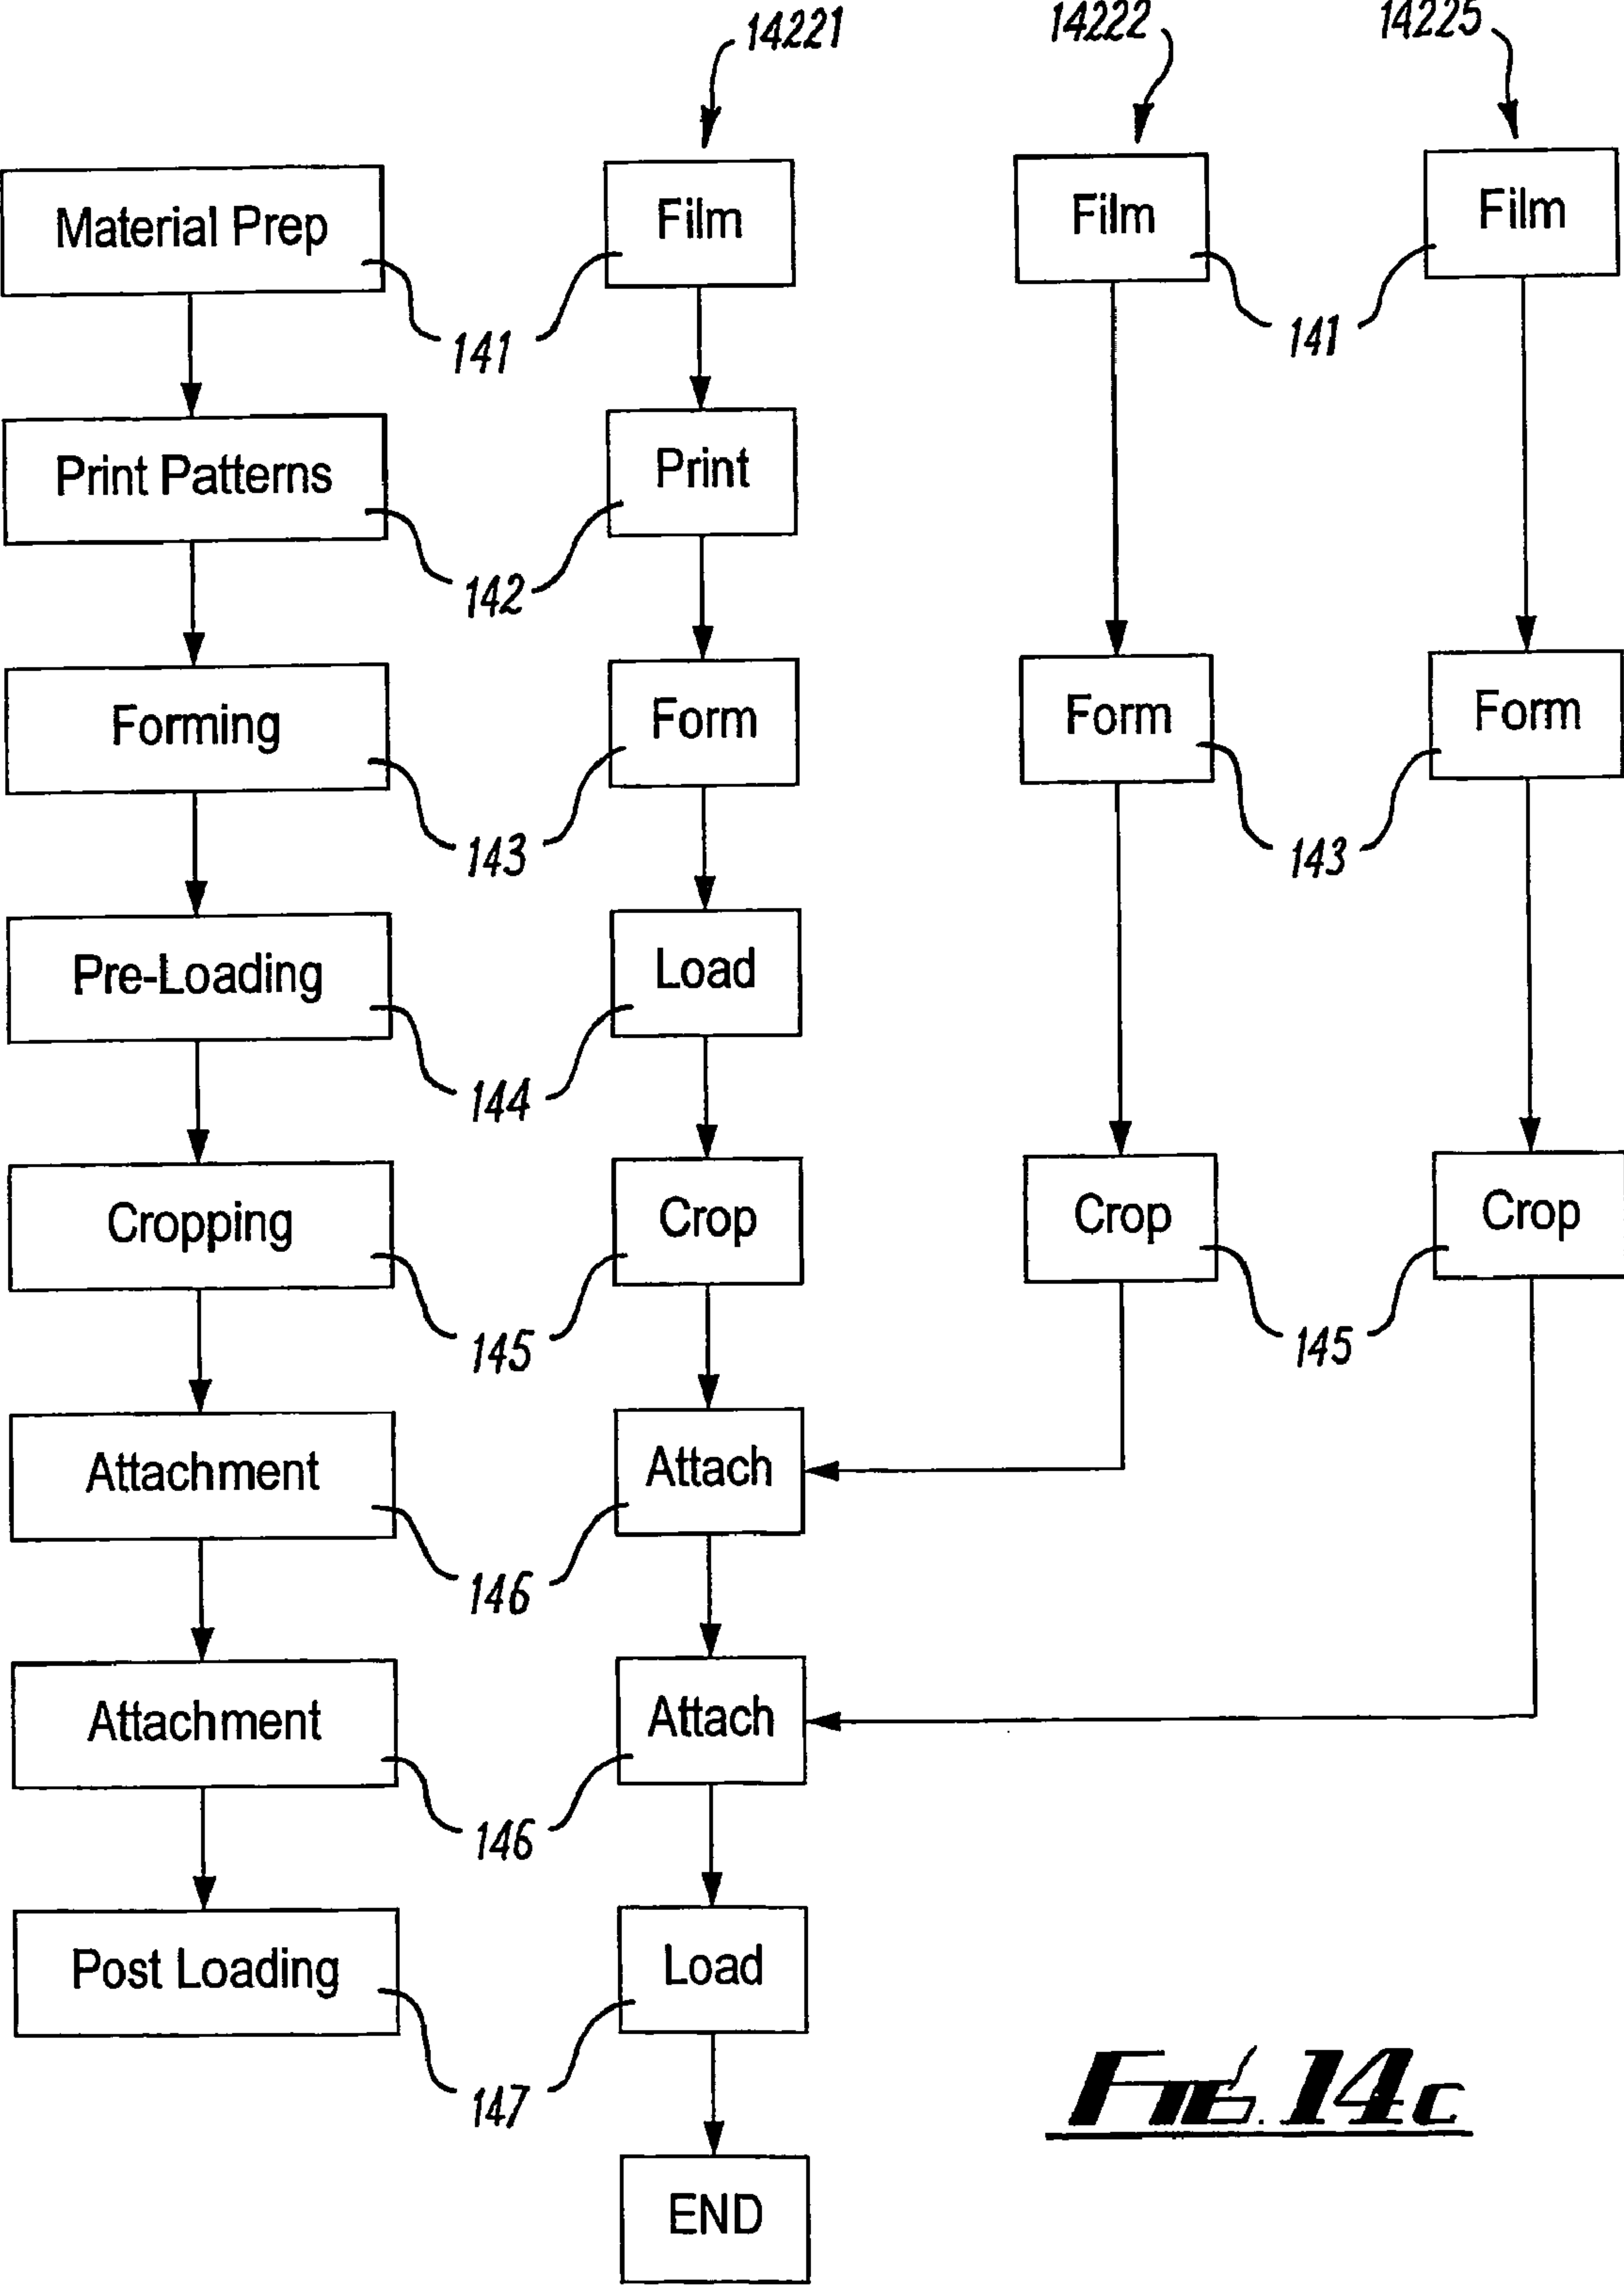 14221
14222
14225
Material Prep
Film
Film
Film
141
141
Print Patterns
Print
142
Forming
Form
Form
Form
143
143
Pre-Loading
Load
144
Cropping
Crop
Crop
Crop
145
145
Attachment
Attach
146
Attachment
Attach
146
Post Loading
Load
147
FIG. 14c
END